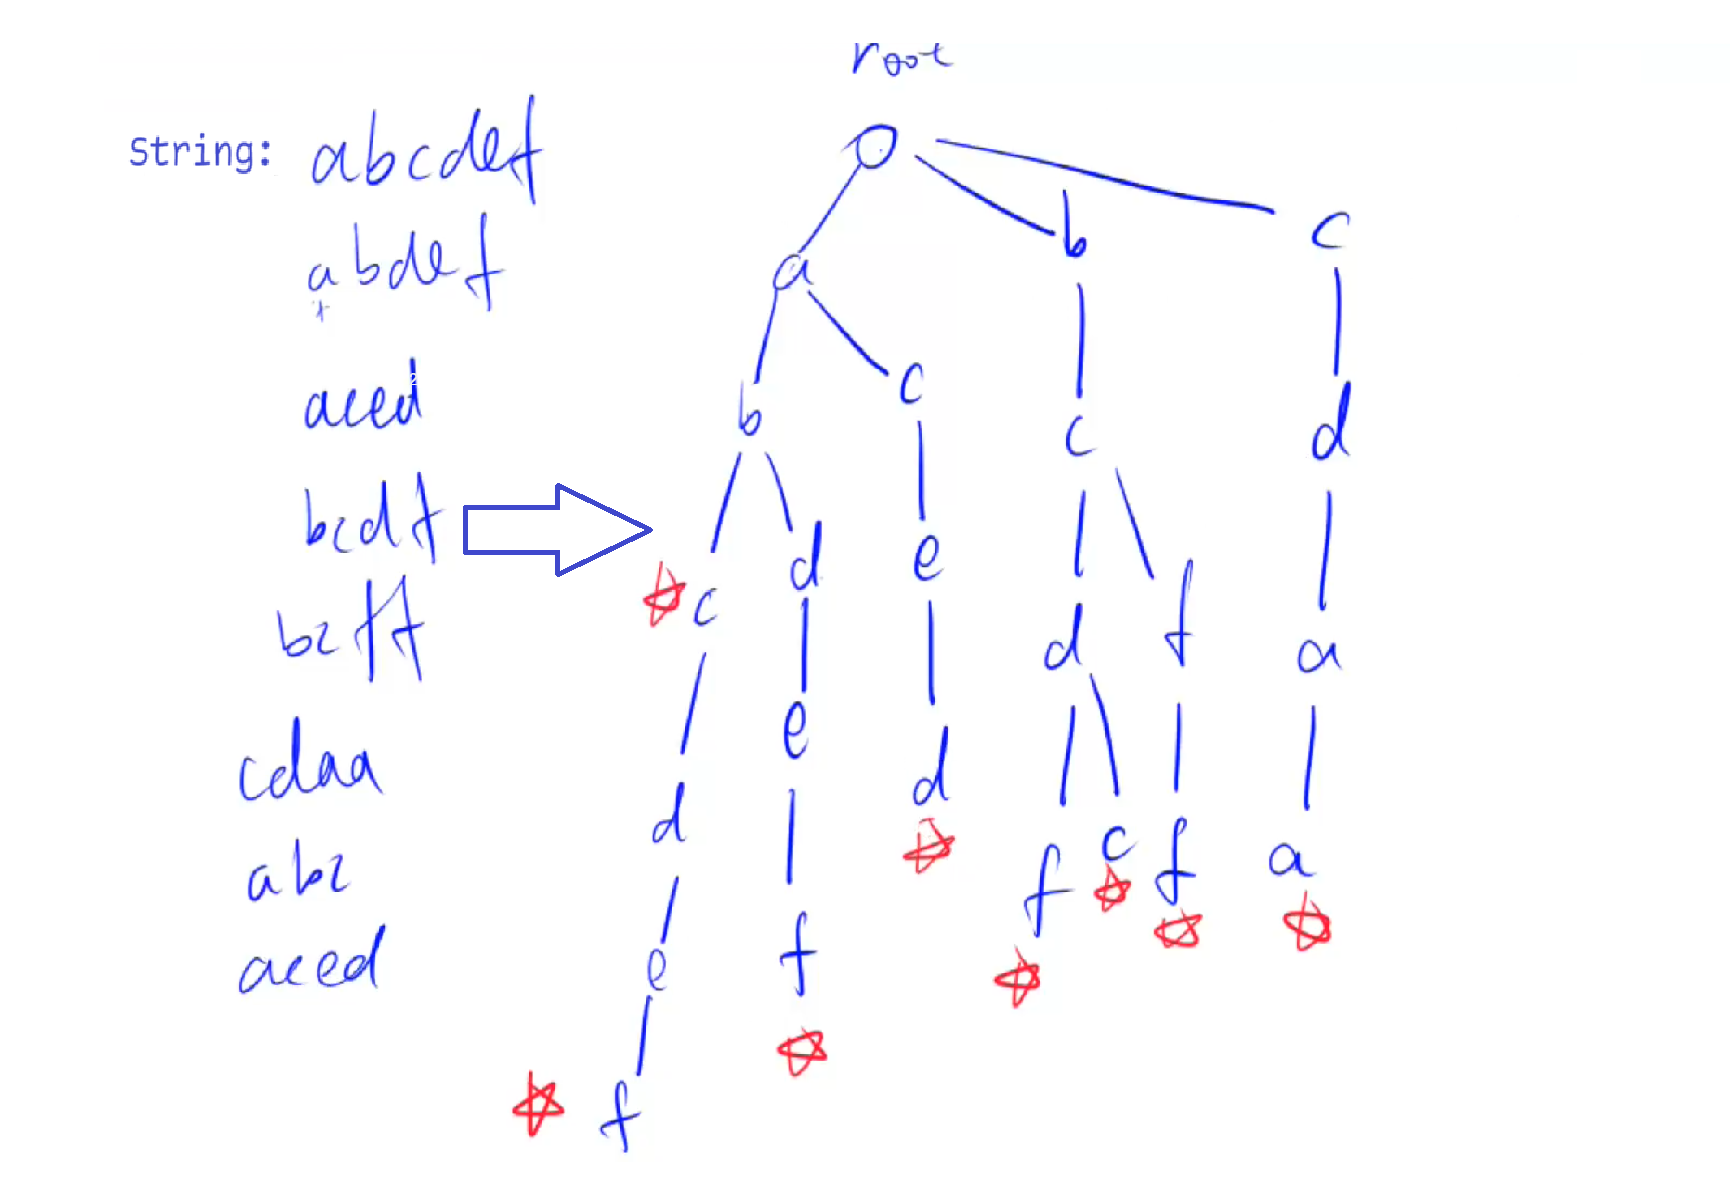 root
String: abcdef
abdef
aced
bcdf
bcff
cdaa
abc
aced
b c
a
b c
c d e c d
d e d d f a
e f f c f a
f